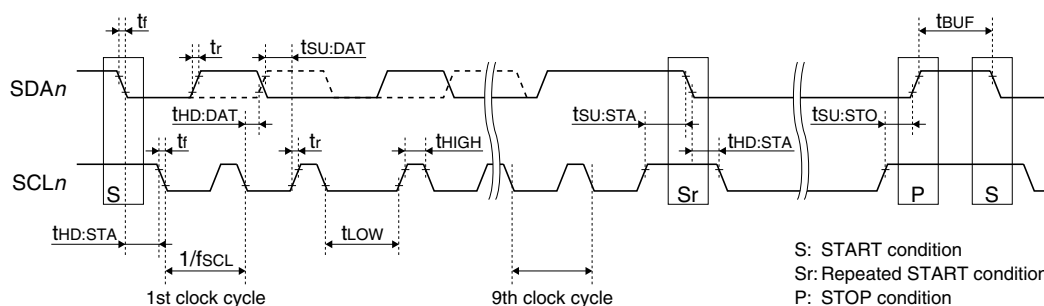 tf
tr
tSU:DAT
tBUF
SDAn
tHD:DAT
tSU:STA
tSU:STO
tf
tr
tHIGH
tHD:STA
SCLn
S
Sr
P
S
tHD:STA
tLOW
1/fSCL
S: START condition
Sr: Repeated START condition
P: STOP condition
1st clock cycle
9th clock cycle